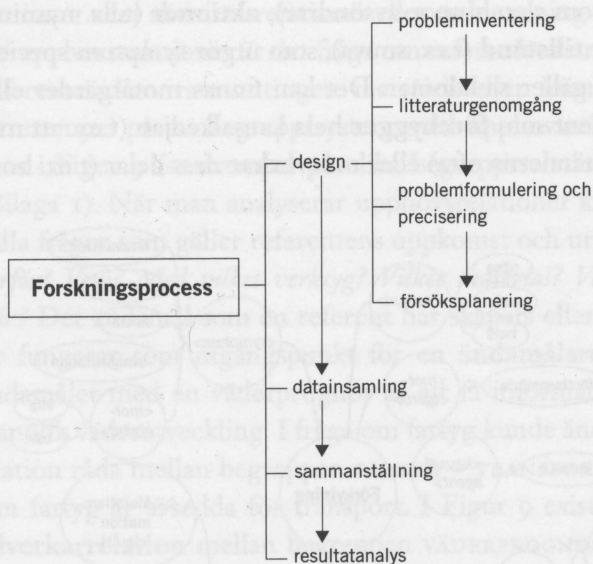 probleminventering
litteraturgenomgång
design
problemformulering och
precisering
Forskningsprocess
försöksplanering
datainsamling
sammanställning
resultatanalys